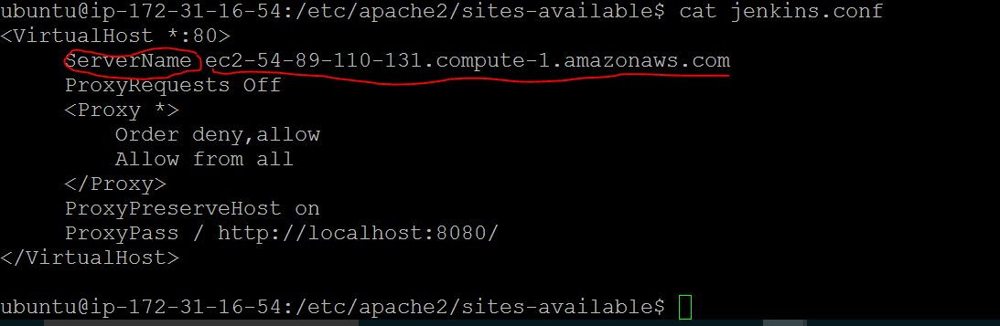 ubuntu@ip-172-31-16-54:/etc/apache2/sites-available$ cat jenkins.conf
<VirtualHost *:80>
ServerName ec2-54-89-110-131.compute-1.amazonaws.com
ProxyRequests Off
<Proxy *>
Order deny,allow
Allow from all
</Proxy>
ProxyPreserveHost on
ProxyPass / http://localhost:8080/
</VirtualHost>
ubuntu@ip-172-31-16-54:/etc/apache2/sites-available$